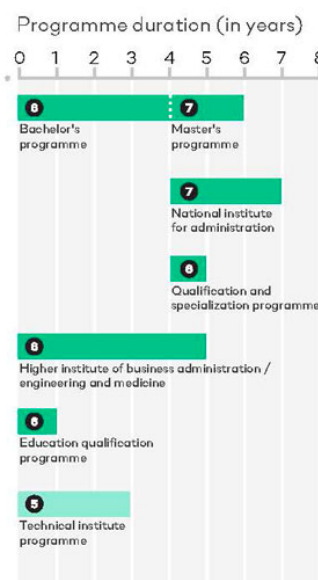 Programme duration (in years)
0 1 2 3 4 5 6 7 8
6 7
Bachelor's programme
Master's programme
7
National institute
for administration
6
Qualification and
specialization programme
6
Higher institute of business administration /
engineering and medicine
6
Education qualification
programme
5
Technical institute
programme